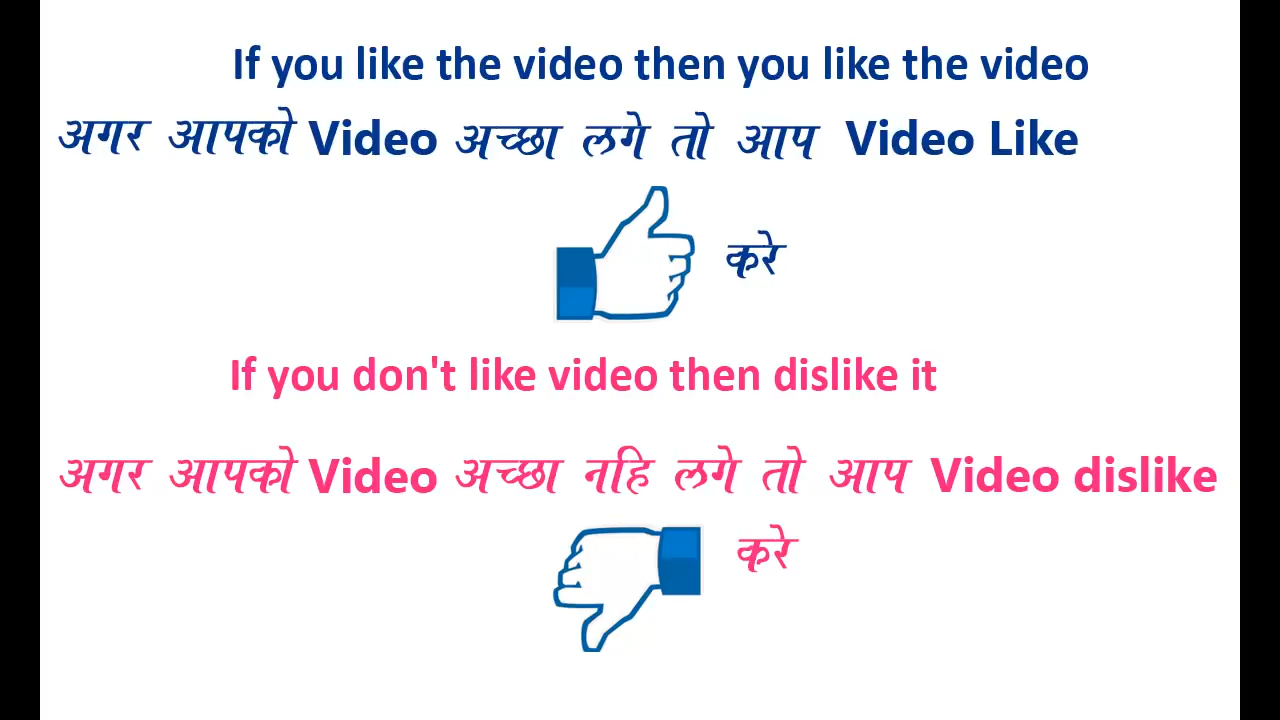 If you like the video then you like the video
अगर आपको Video अच्छा लगे तो आप Video Like
करे
If you don't like video then dislike it
अगर आपको Video अच्छा नहि लगे तो आप Video dislike
करे